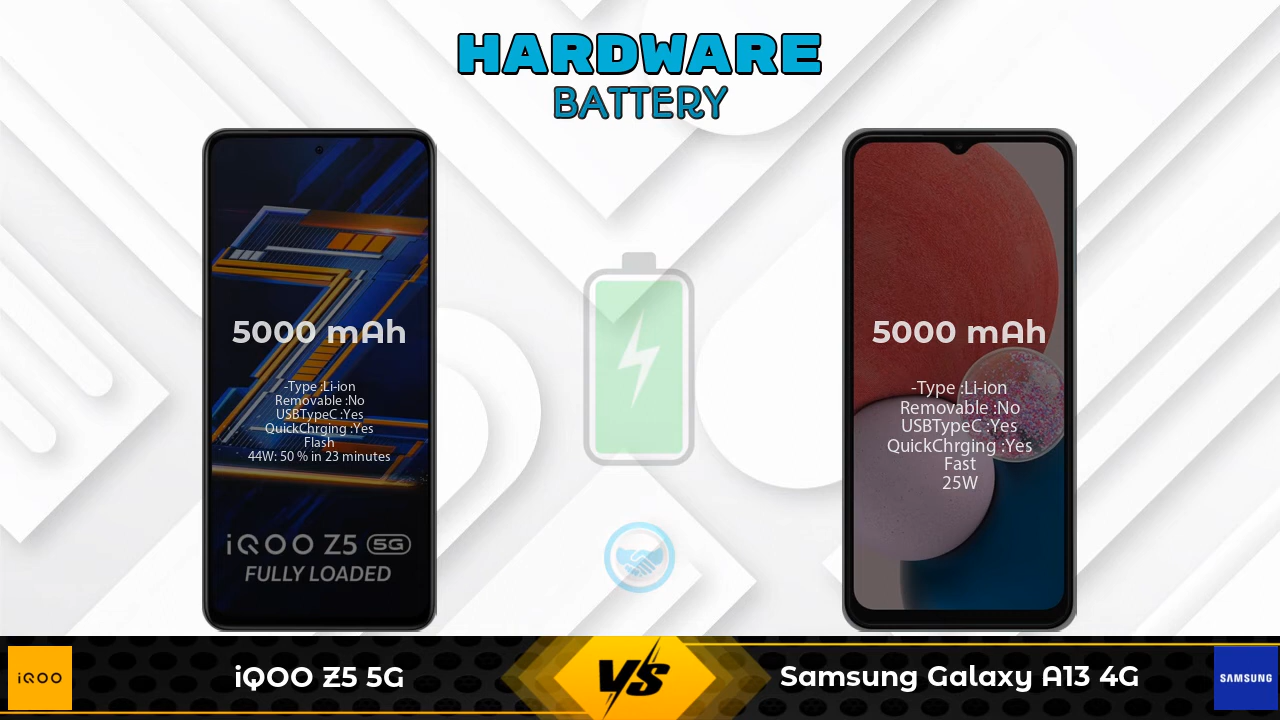 HARDWARE
BATTERY
5000 mAh
-Type :Li-ion
Removable :No
USBTypeC :Yes
QuickChrging :Yes
Flash
44W: 50 % in 23 minutes
iQOO Z5 5G
FULLY LOADED
5000 mAh
-Type :Li-ion
Removable :No
USBTypeC :Yes
QuickChrging :Yes
Fast
25W
iQOO
iQOO Z5 5G
VS
Samsung Galaxy A13 4G
SAMSUNG